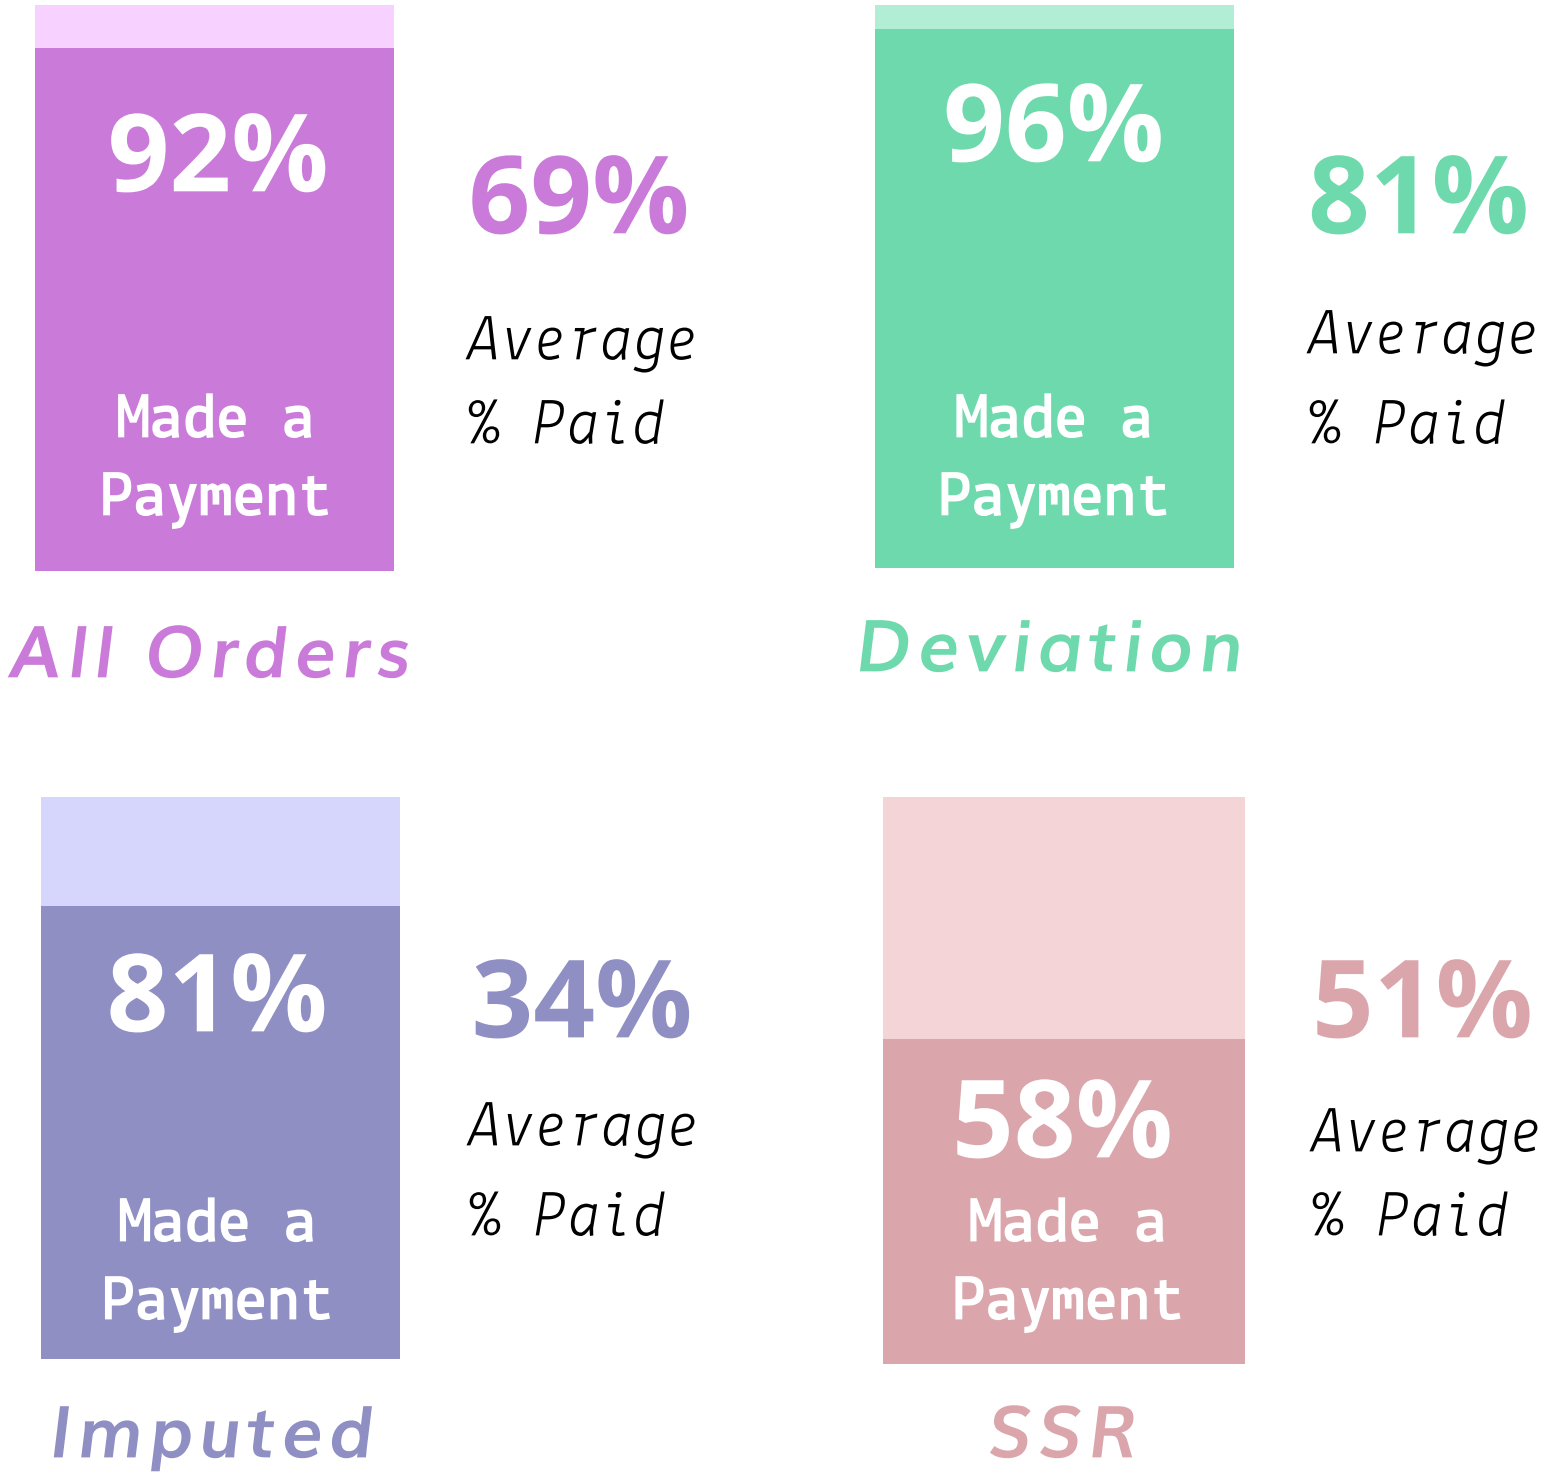 92%
Made a
Payment
69%
Average
% Paid
All Orders
96%
Made a
Payment
81%
Average
% Paid
Deviation
81%
Made a
Payment
34%
Average
% Paid
Imputed
58%
Made a
Payment
51%
Average
% Paid
SSR